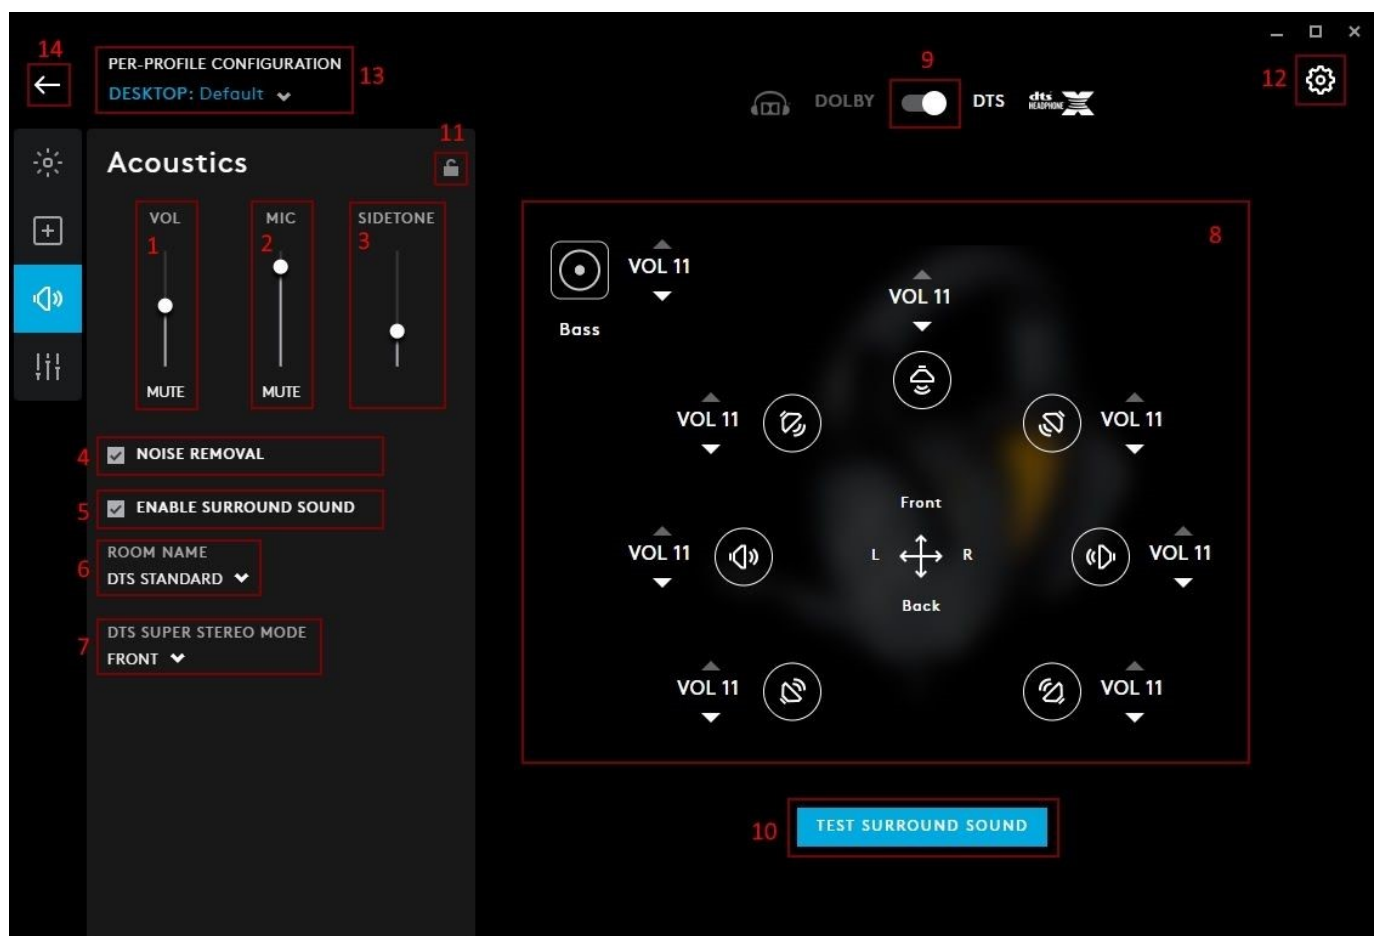 14
PER-PROFILE CONFIGURATION
DESKTOP: Default
13
9
DOLBY
DTS
dts
HEADPHONE X
12
Acoustics
11
VOL
1
MIC
2
SIDETONE
3
MUTE
MUTE
4
NOISE REMOVAL
5
ENABLE SURROUND SOUND
6
ROOM NAME
DTS STANDARD
7
DTS SUPER STEREO MODE
FRONT
8
VOL 11
Bass
VOL 11
VOL 11
VOL 11
Front
VOL 11
L
R
VOL 11
Back
VOL 11
VOL 11
10
TEST SURROUND SOUND